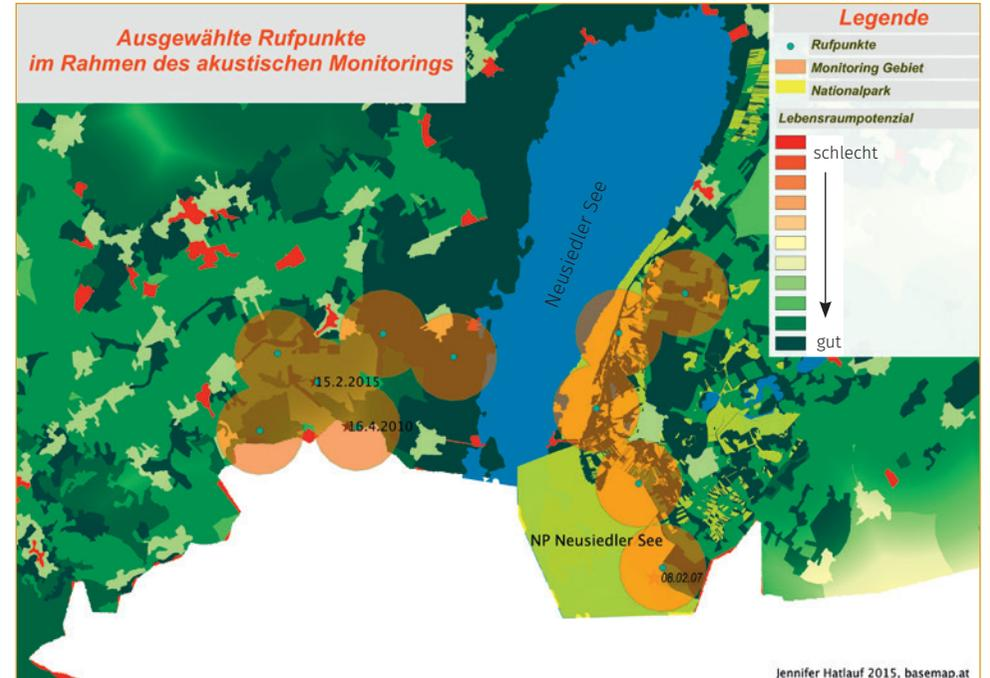 Ausgewählte Rufpunkte
im Rahmen des akustischen Monitorings
Legende
Rufpunkte
Monitoring Gebiet
Nationalpark
Lebensraumpotenzial
schlecht
gut
Neusiedler See
15.2.2015
16.4.2010
NP Neusiedler See
08.02.07
Jennifer Hatlauf 2015, basemap.at